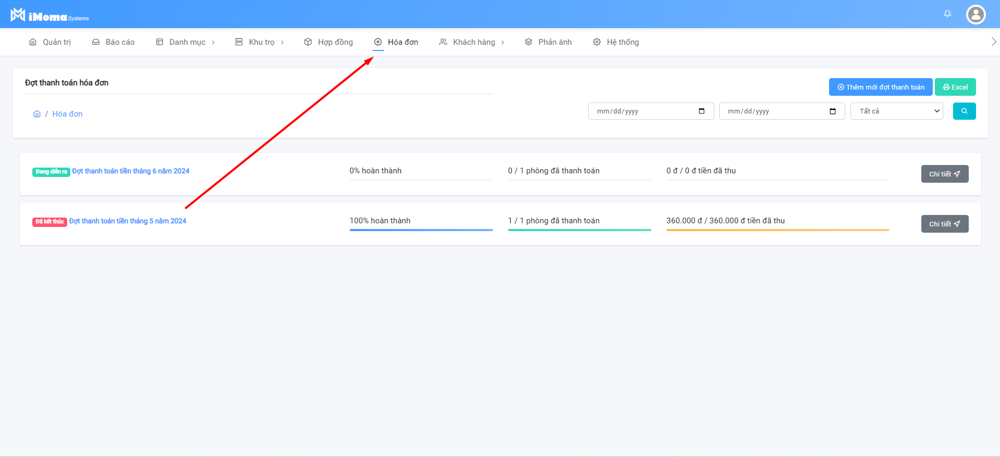 iMoma Systems
Quản trị
Báo cáo
Danh mục
Khu trọ
Hợp đồng
Hóa đơn
Khách hàng
Phản ánh
Hệ thống
Đợt thanh toán hóa đơn
Thêm mới đợt thanh toán
Excel
/ Hóa đơn
mm/dd/yyyy
mm/dd/yyyy
Tất cả
Đang diễn ra Đợt thanh toán tiền tháng 6 năm 2024
0% hoàn thành
0 / 1 phòng đã thanh toán
0 đ / 0 đ tiền đã thu
Chi tiết
Đã kết thúc Đợt thanh toán tiền tháng 5 năm 2024
100% hoàn thành
1 / 1 phòng đã thanh toán
360.000 đ / 360.000 đ tiền đã thu
Chi tiết